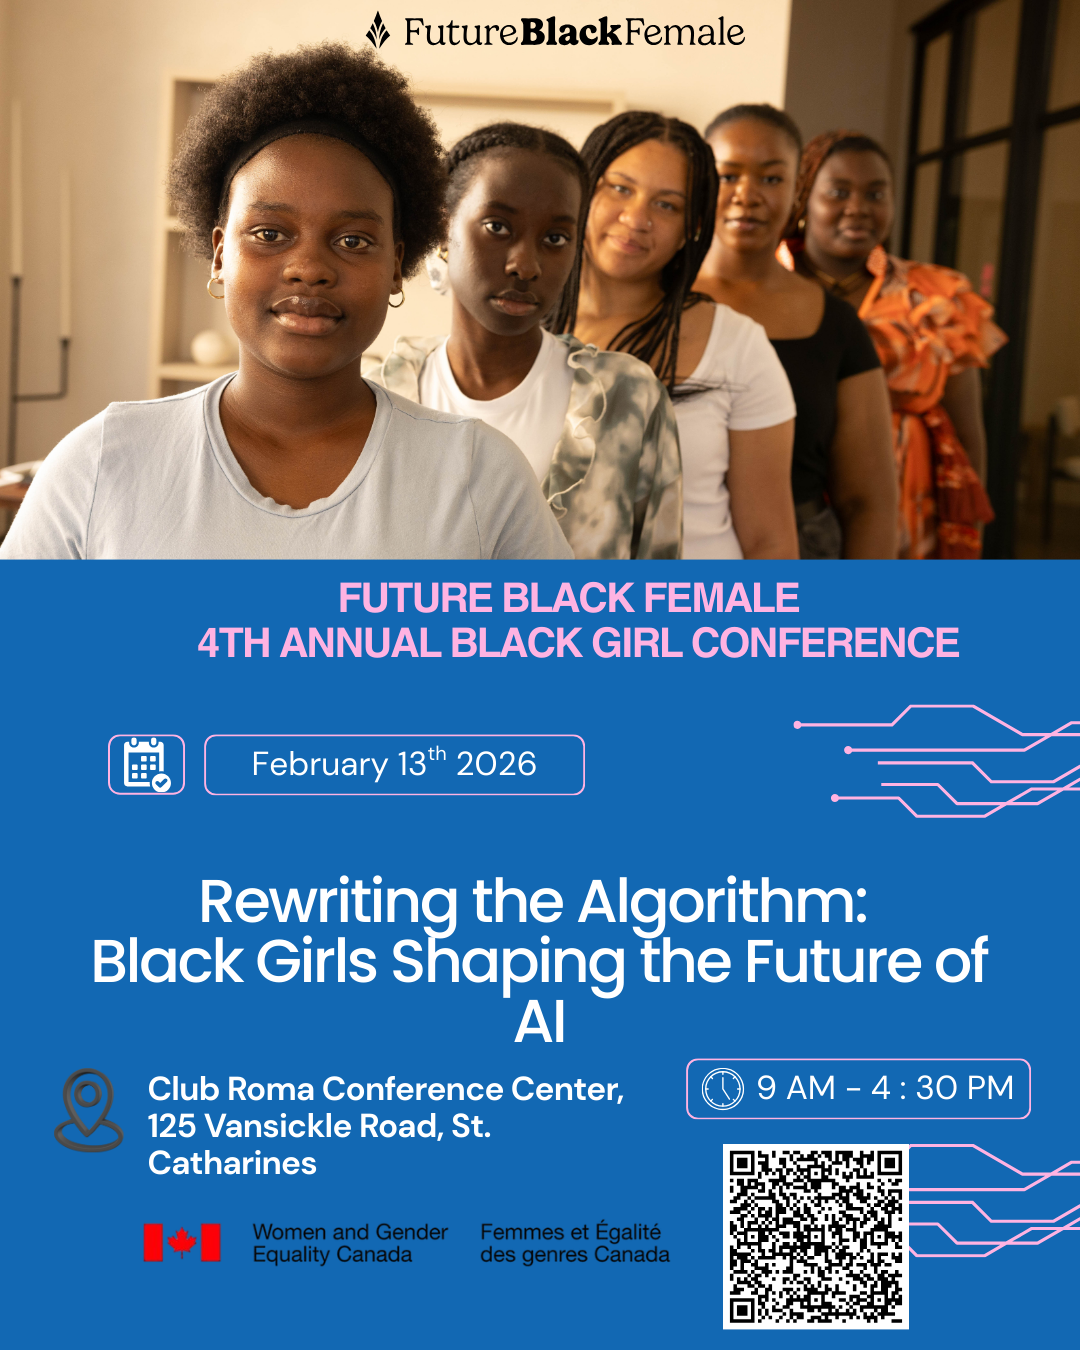 FutureBlackFemale
FUTURE BLACK FEMALE
4TH ANNUAL BLACK GIRL CONFERENCE
February 13th 2026
Rewriting the Algorithm:
Black Girls Shaping the Future of
AI
Club Roma Conference Center,
125 Vansickle Road, St.
Catharines
9 AM - 4 : 30 PM
Women and Gender
Equality Canada
Femmes et Égalité
des genres Canada